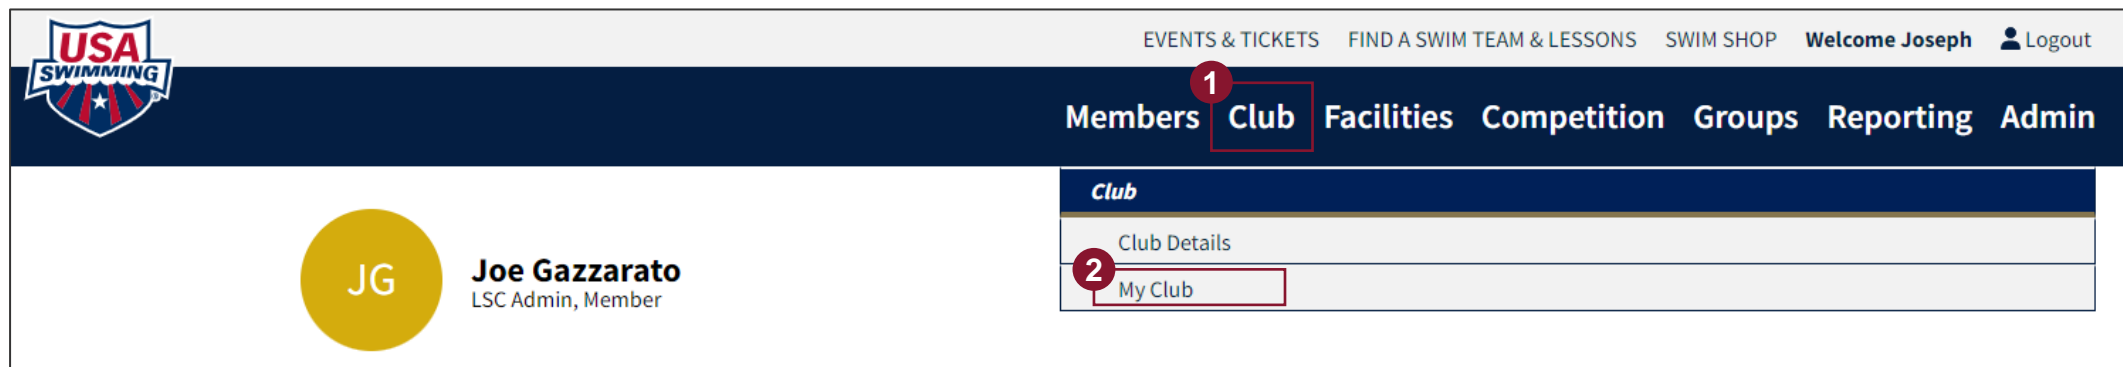 USA
SWIMMING
EVENTS & TICKETS FIND A SWIM TEAM & LESSONS SWIM SHOP Welcome Joseph Logout
1
Members Club Facilities Competition Groups Reporting Admin
Club
Club Details
2
My Club
JG
Joe Gazzarato
LSC Admin, Member